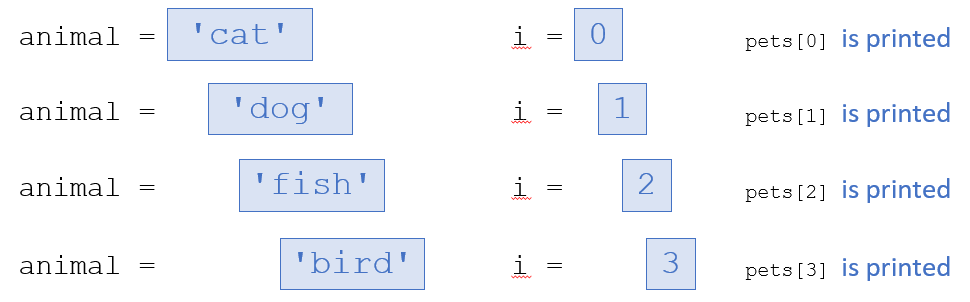 animal = 'cat' i = 0 pets[0] is printed
animal = 'dog' i = 1 pets[1] is printed
animal = 'fish' i = 2 pets[2] is printed
animal = 'bird' i = 3 pets[3] is printed